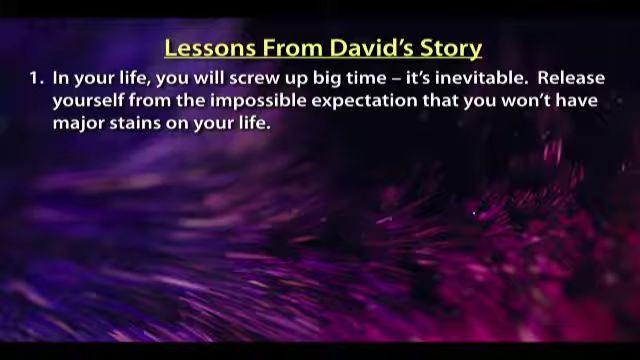 Lessons From David's Story
1. In your life, you will screw up big time – it's inevitable. Release
yourself from the impossible expectation that you won't have
major stains on your life.